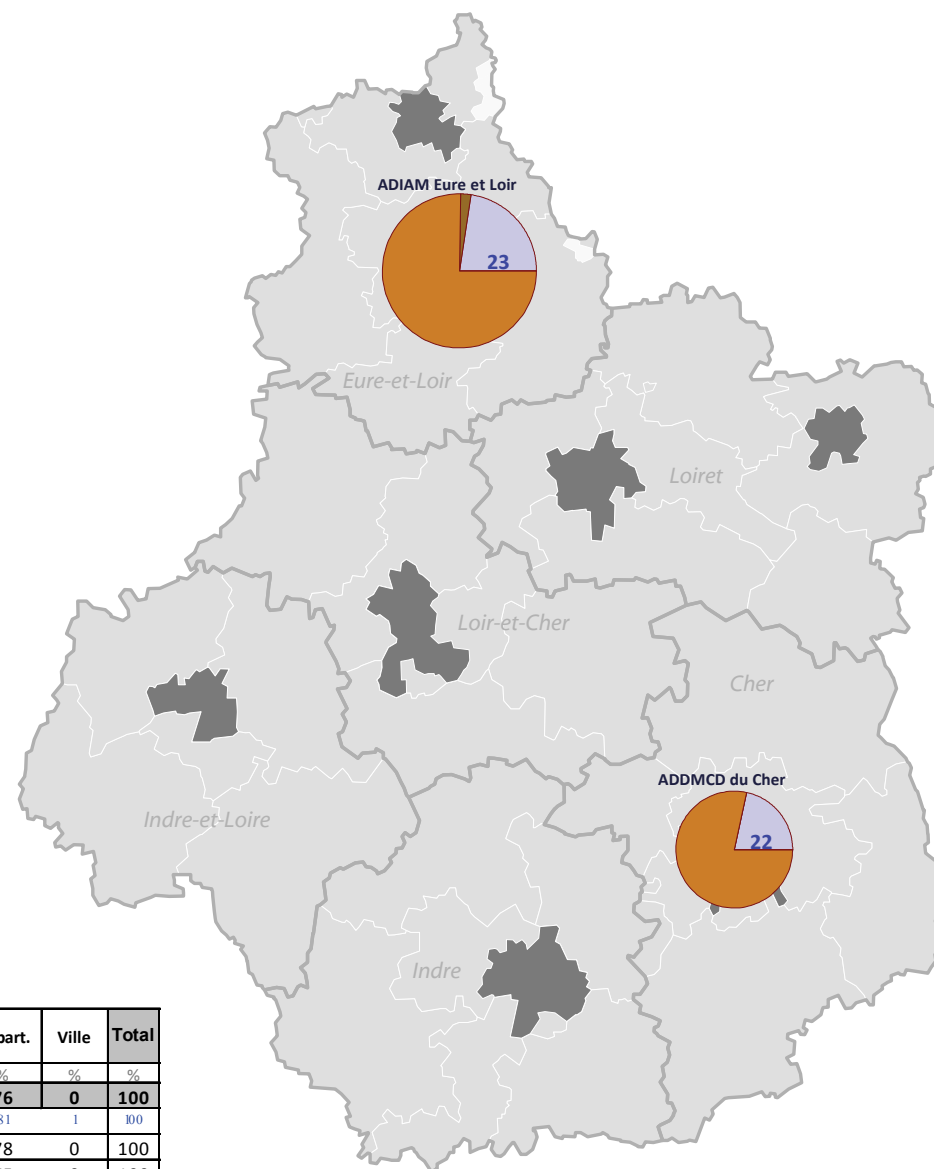 ADIAM Eure et Loir
23
Eure-et-Loir
Loiret
Loir-et-Cher
Cher
ADDMCD du Cher
22
Indre-et-Loire
Indre
Ville Total
% %
0 100
81 1 100
0 100